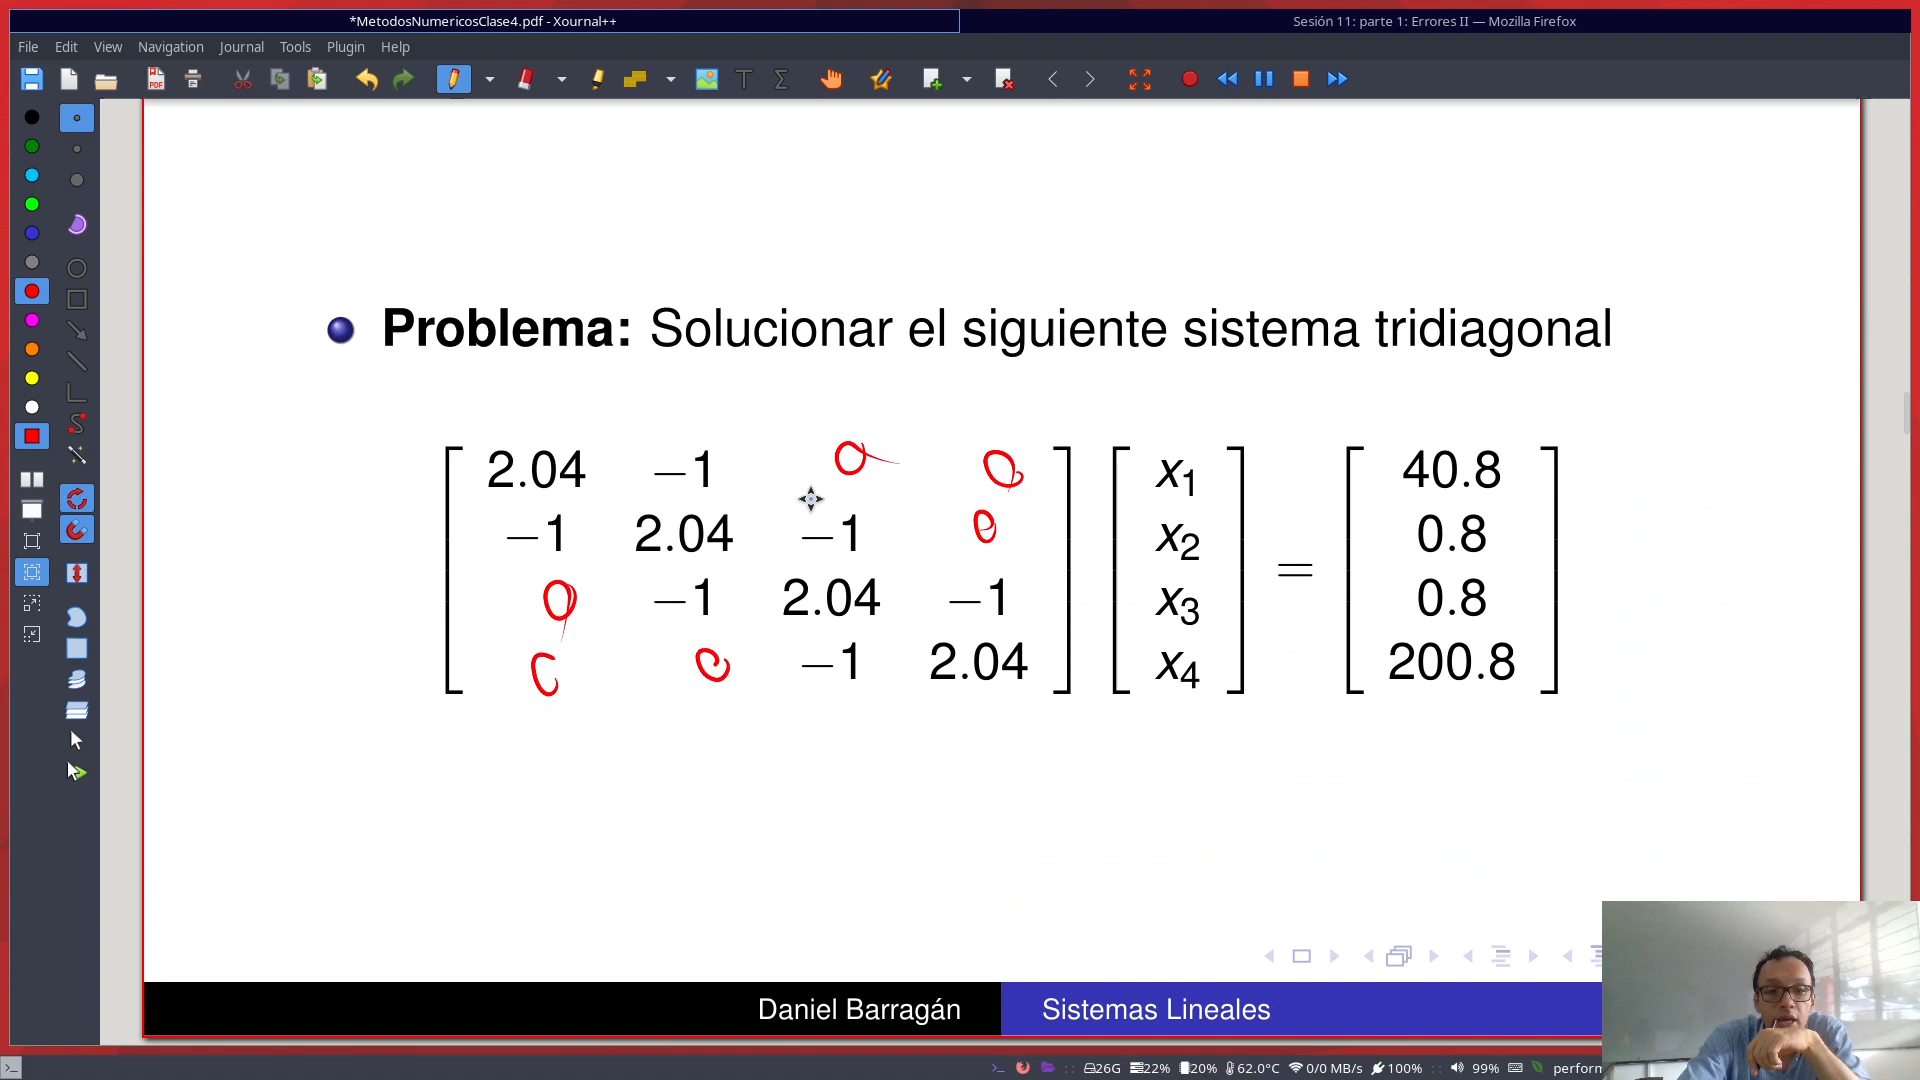 *MetodosNumericosClase4.pdf - Xournal++
Sesión 11: parte 1: Errores II — Mozilla Firefox
File Edit View Navigation Journal Tools Plugin Help
Problema: Solucionar el siguiente sistema tridiagonal
2.04 −1 0 0 x1 40.8
−1 2.04 −1 0 x2 0.8
0 −1 2.04 −1 x3 = 0.8
0 0 −1 2.04 x4 200.8
Daniel Barragán
Sistemas Lineales
26G 22% 20% 62.0°C 0/0 MB/s 100% 99% perform